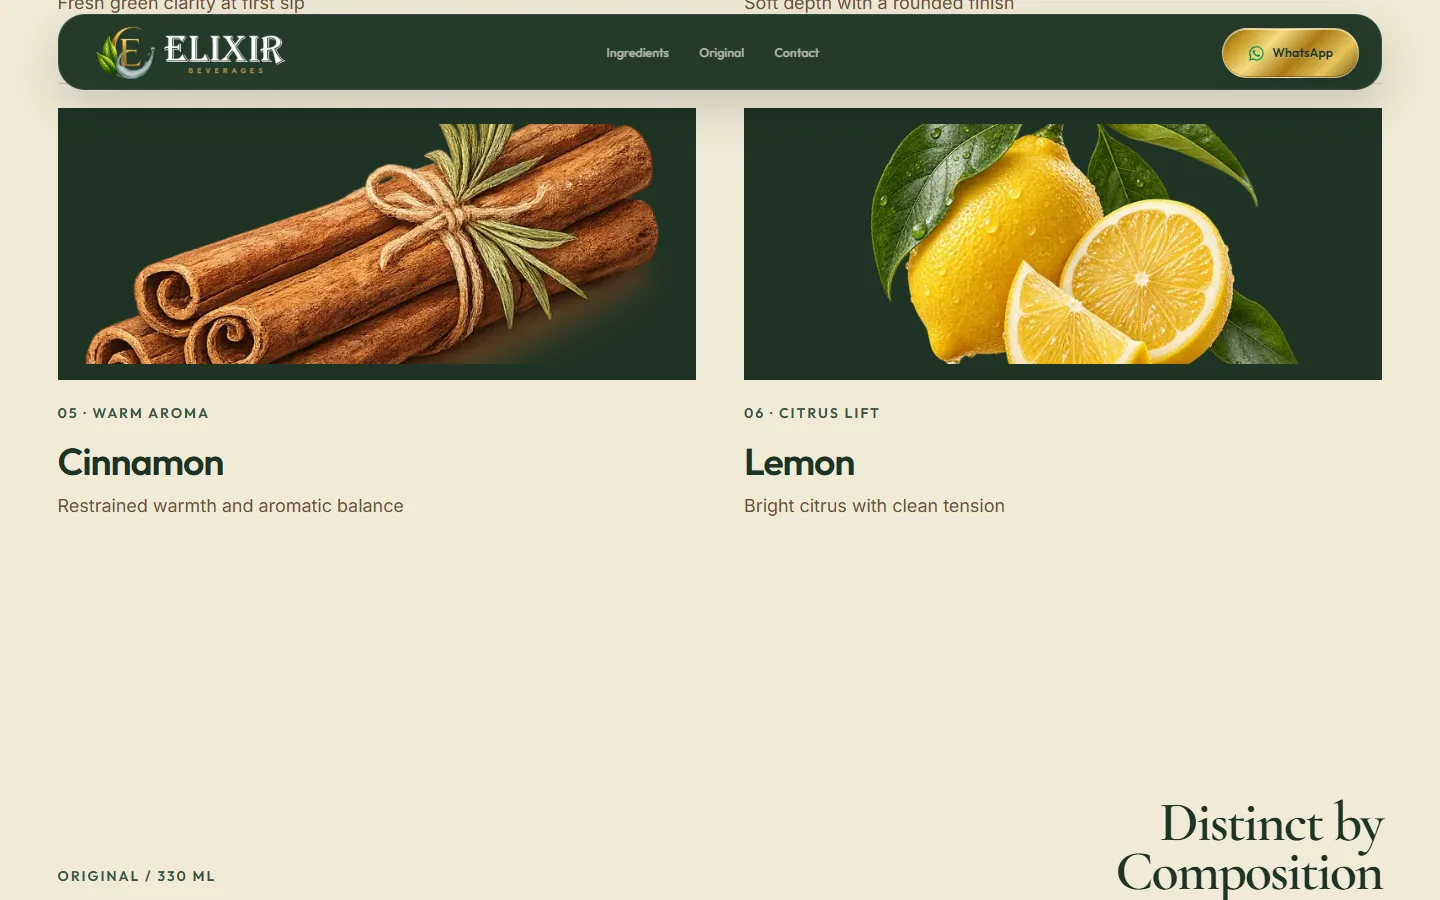 Fresh green clarity at first sip
Soft depth with a rounded finish
ELIXIR
BEVERAGES
Ingredients
Original
Contact
WhatsApp
05 · WARM AROMA
Cinnamon
Restrained warmth and aromatic balance
06 · CITRUS LIFT
Lemon
Bright citrus with clean tension
ORIGINAL / 330 ML
Distinct by
Composition